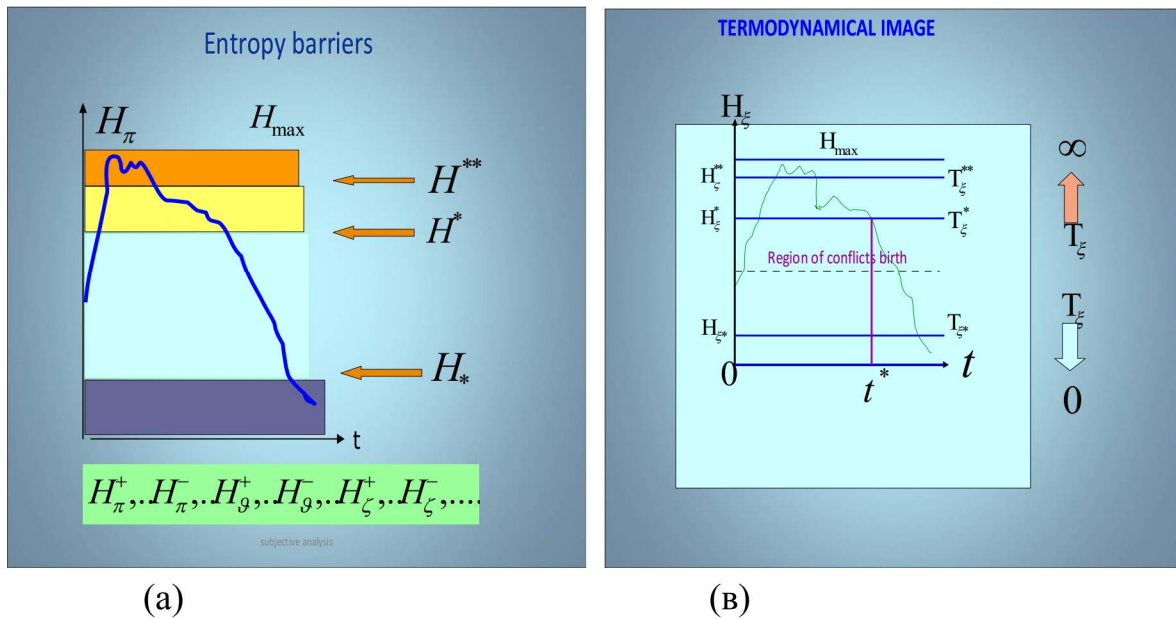 Entropy barriers
H_π
H_max
H^**
H^*
H_*
t
H_π^+,..H_π^-,..H_ϑ^+,..H_ϑ^-,..H_ζ^+,..H_ζ^-,....
subjective analysis
(а)
TERMODYNAMICAL IMAGE
H_ξ
H_max
∞
H_ξ^**
T_ξ^**
H_ξ^*
T_ξ^*
T_ξ
Region of conflicts birth
T_ξ
H_ξ*
T_ξ*
0
t^*
t
0
(в)